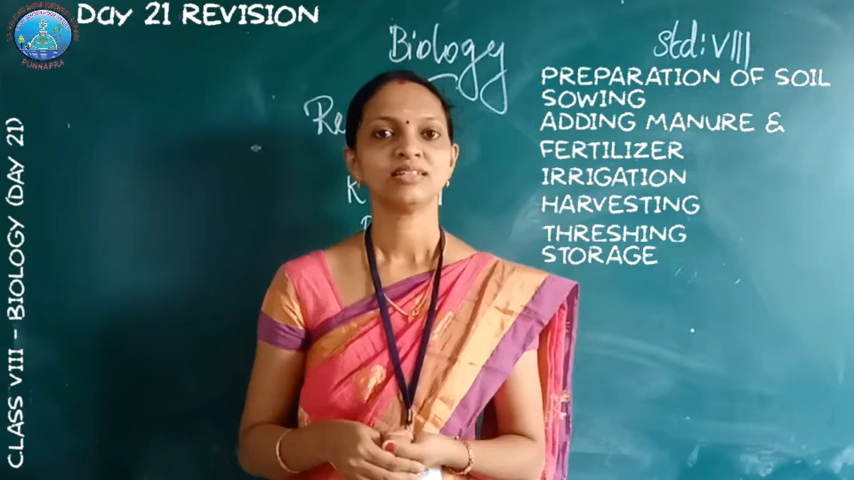 Day 21 REVISION
PUNNAPRA
Biology
std: VIII
PREPARATION OF SOIL
SOWING
ADDING MANURE &
FERTILIZER
IRRIGATION
HARVESTING
THRESHING
STORAGE
CLASS VIII - BIOLOGY (DAY 21)